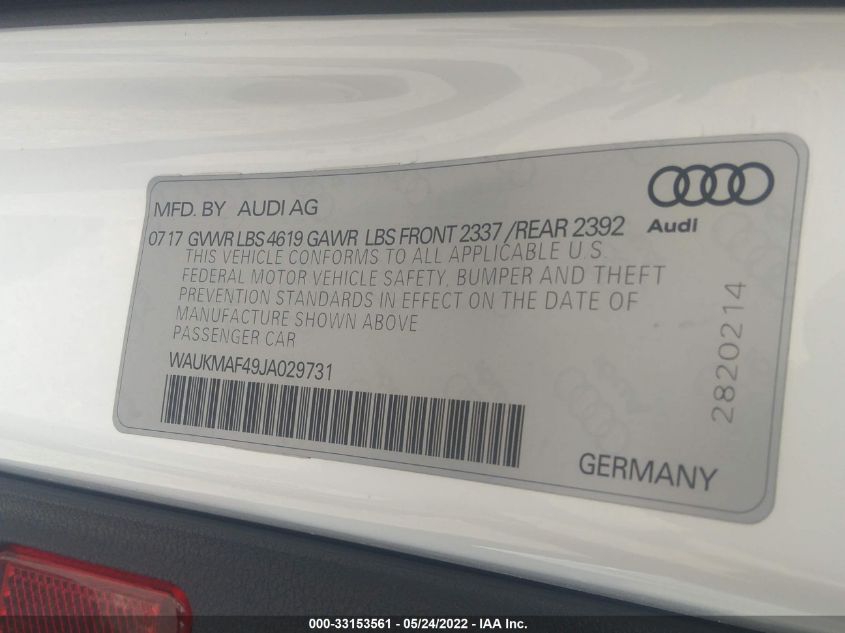 MFD. BY AUDI AG
Audi
07 17 GVWR LBS 4619 GAWR LBS FRONT 2337 /REAR 2392
THIS VEHICLE CONFORMS TO ALL APPLICABLE U.S.
FEDERAL MOTOR VEHICLE SAFETY, BUMPER AND THEFT
PREVENTION STANDARDS IN EFFECT ON THE DATE OF
MANUFACTURE SHOWN ABOVE
PASSENGER CAR
WAUKMAF49JA029731
2820214
GERMANY
000-33153561 - 05/24/2022 - IAA Inc.